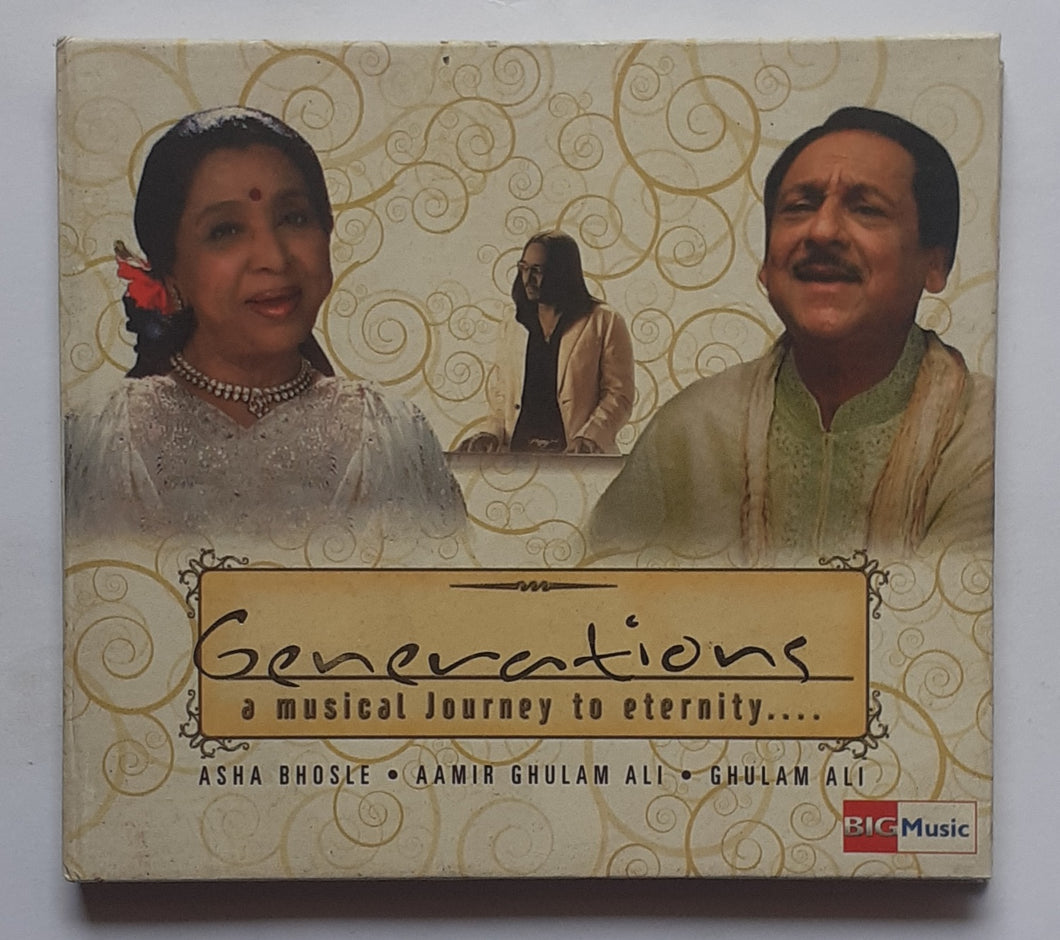 Generations
a musical Journey to eternity....
ASHA BHOSLE • AAMIR GHULAM ALI • GHULAM ALI
BIG Music